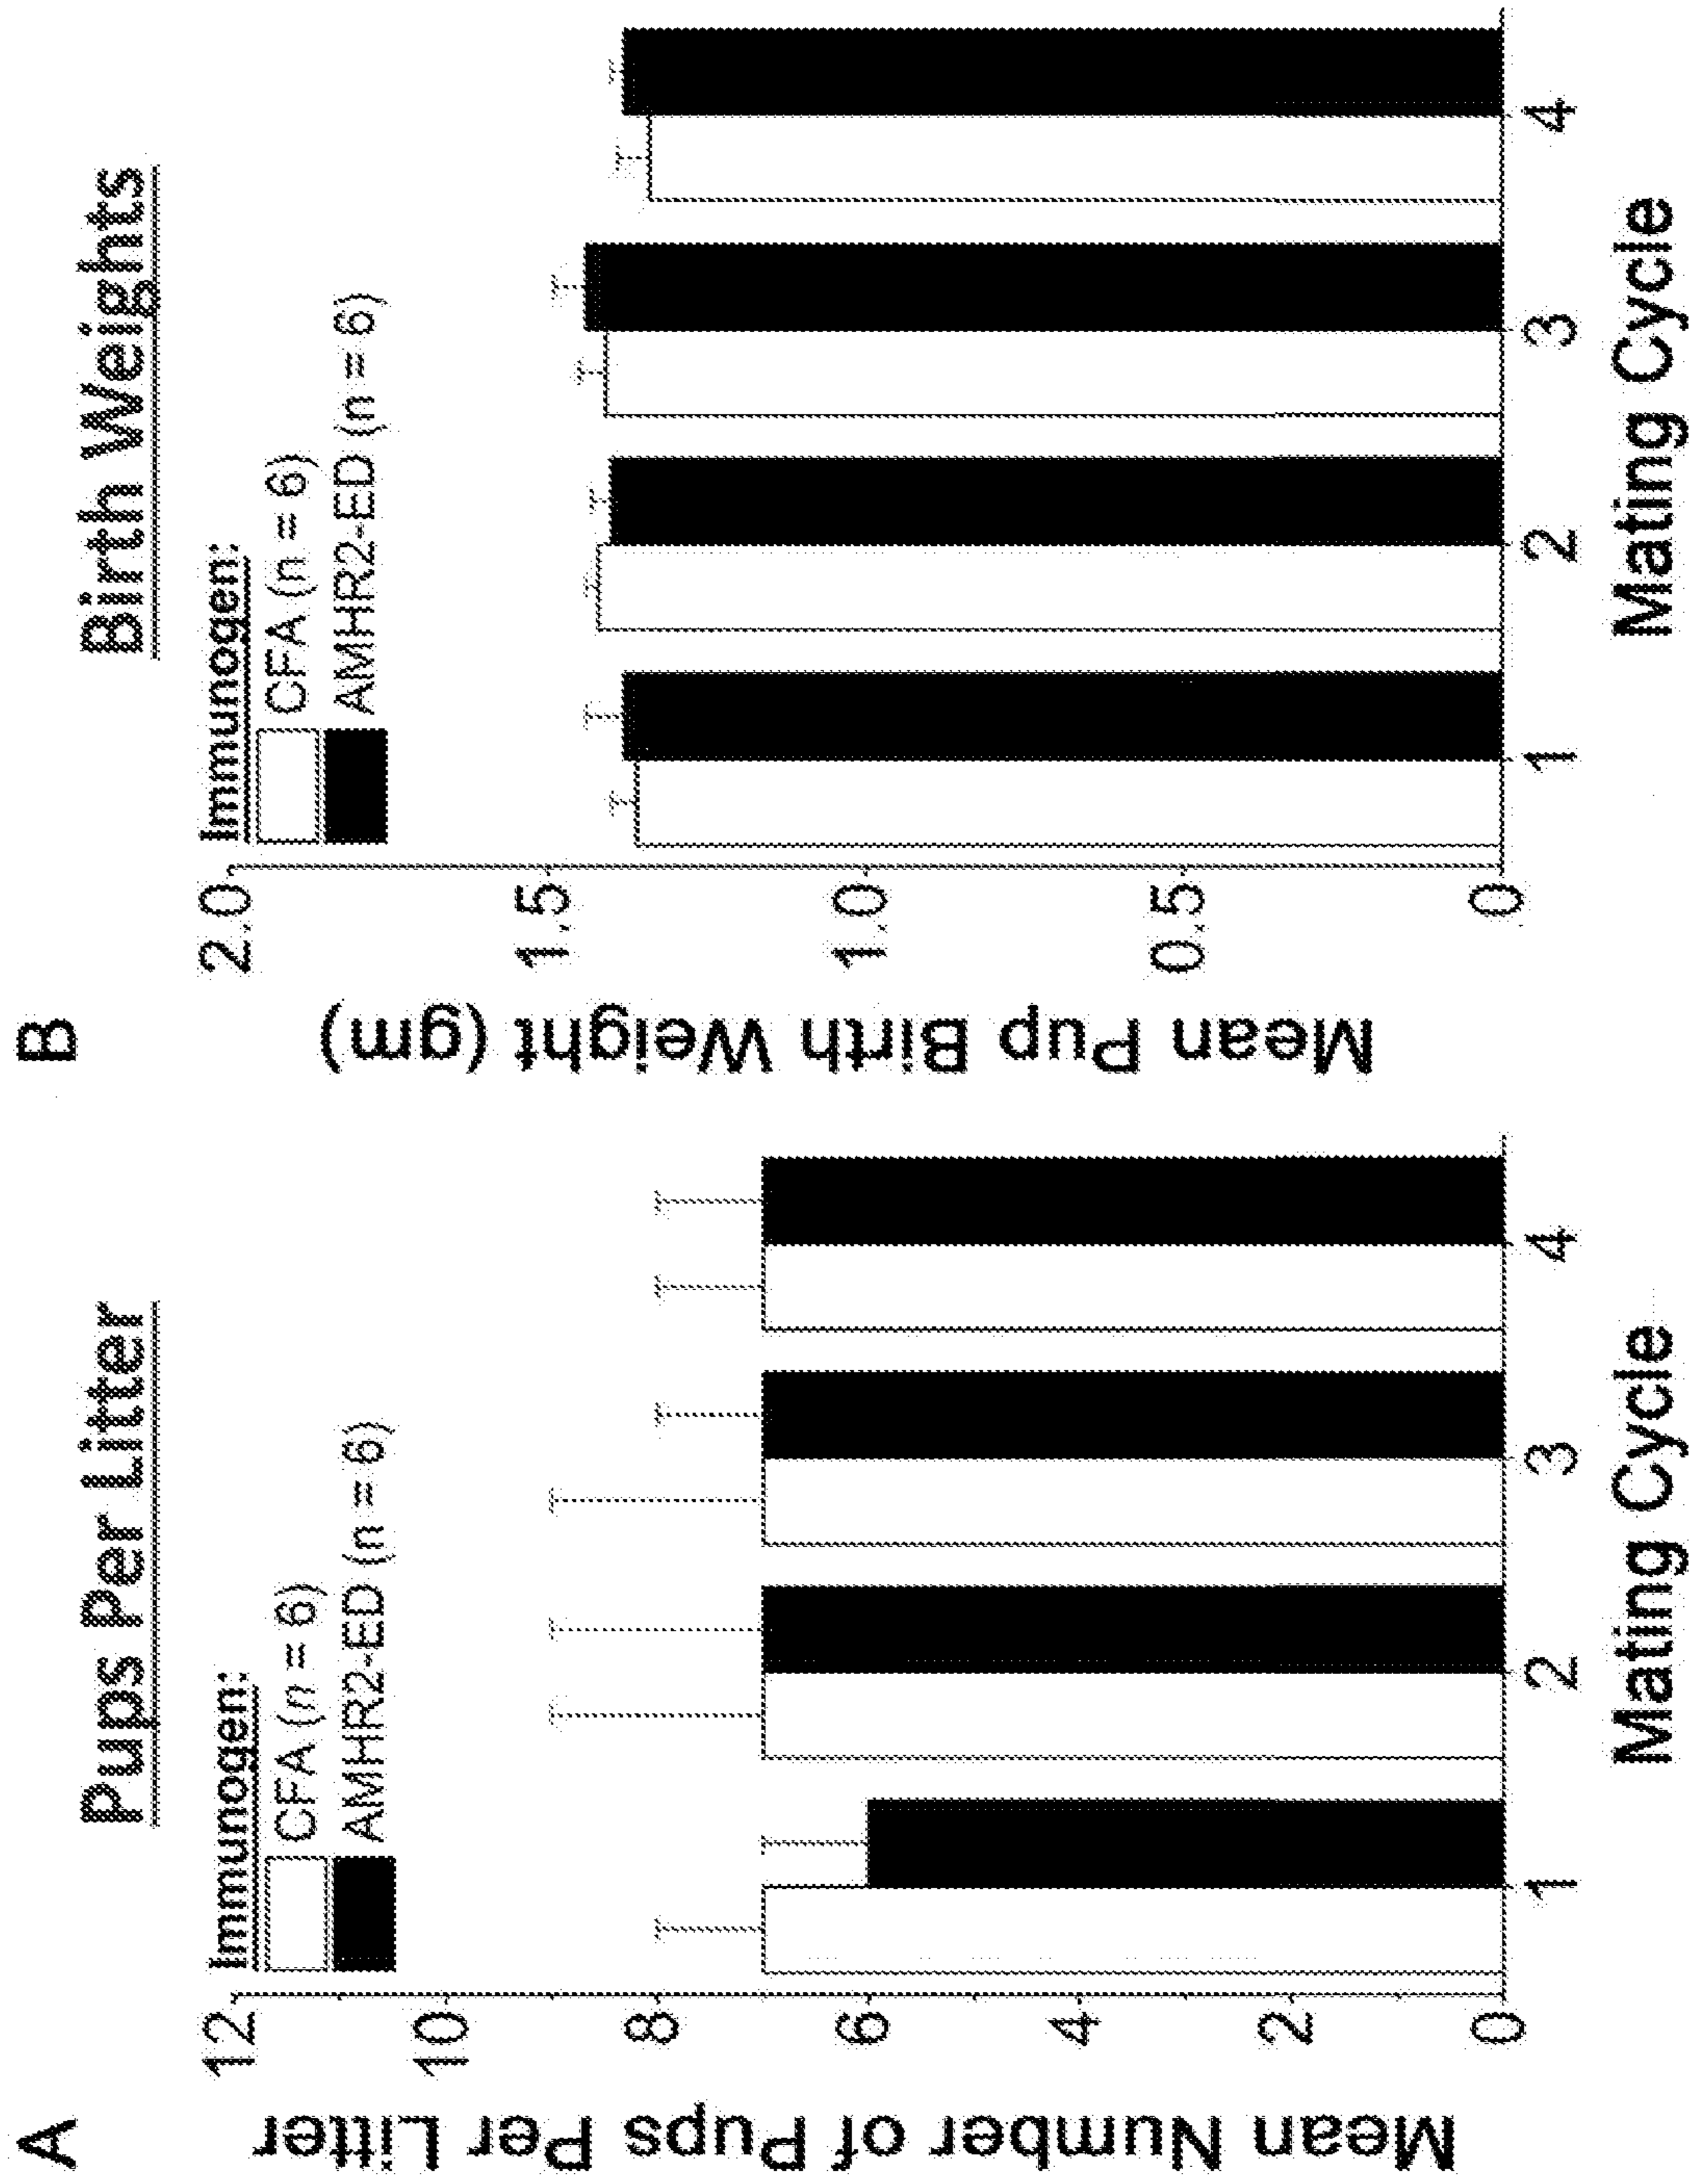 A
Pups Per Litter
Immunogen:
CFA (n = 6)
AMHR2-ED (n = 6)
Mean Number of Pups Per Litter
12
10
8
6
4
2
0
1 2 3 4
Mating Cycle
B
Birth Weights
Immunogen:
CFA (n = 6)
AMHR2-ED (n = 6)
Mean Pup Birth Weight (gm)
2.0
1.5
1.0
0.5
0
1 2 3 4
Mating Cycle